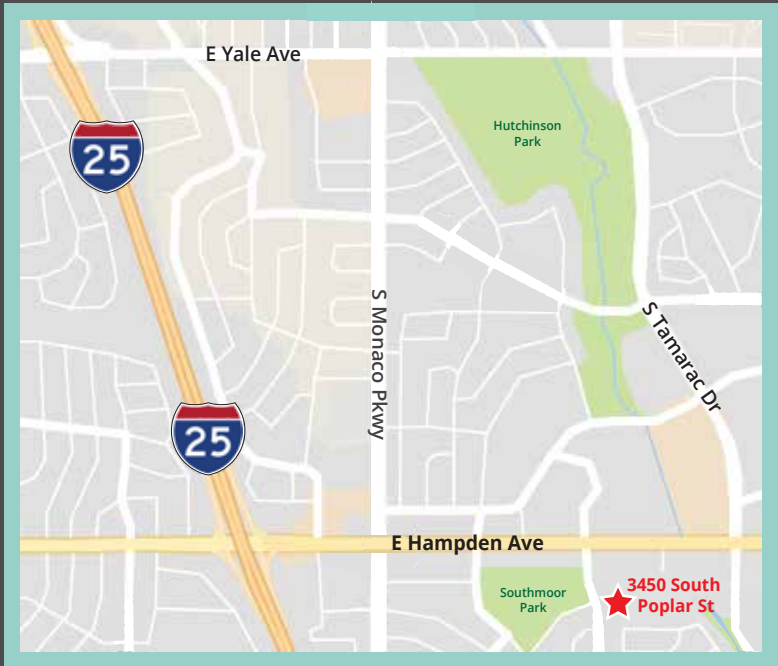 E Yale Ave
Hutchinson
Park
25
S Monaco Pkwy
S Tamarac Dr
25
E Hampden Ave
Southmoor
Park
3450 South
Poplar St